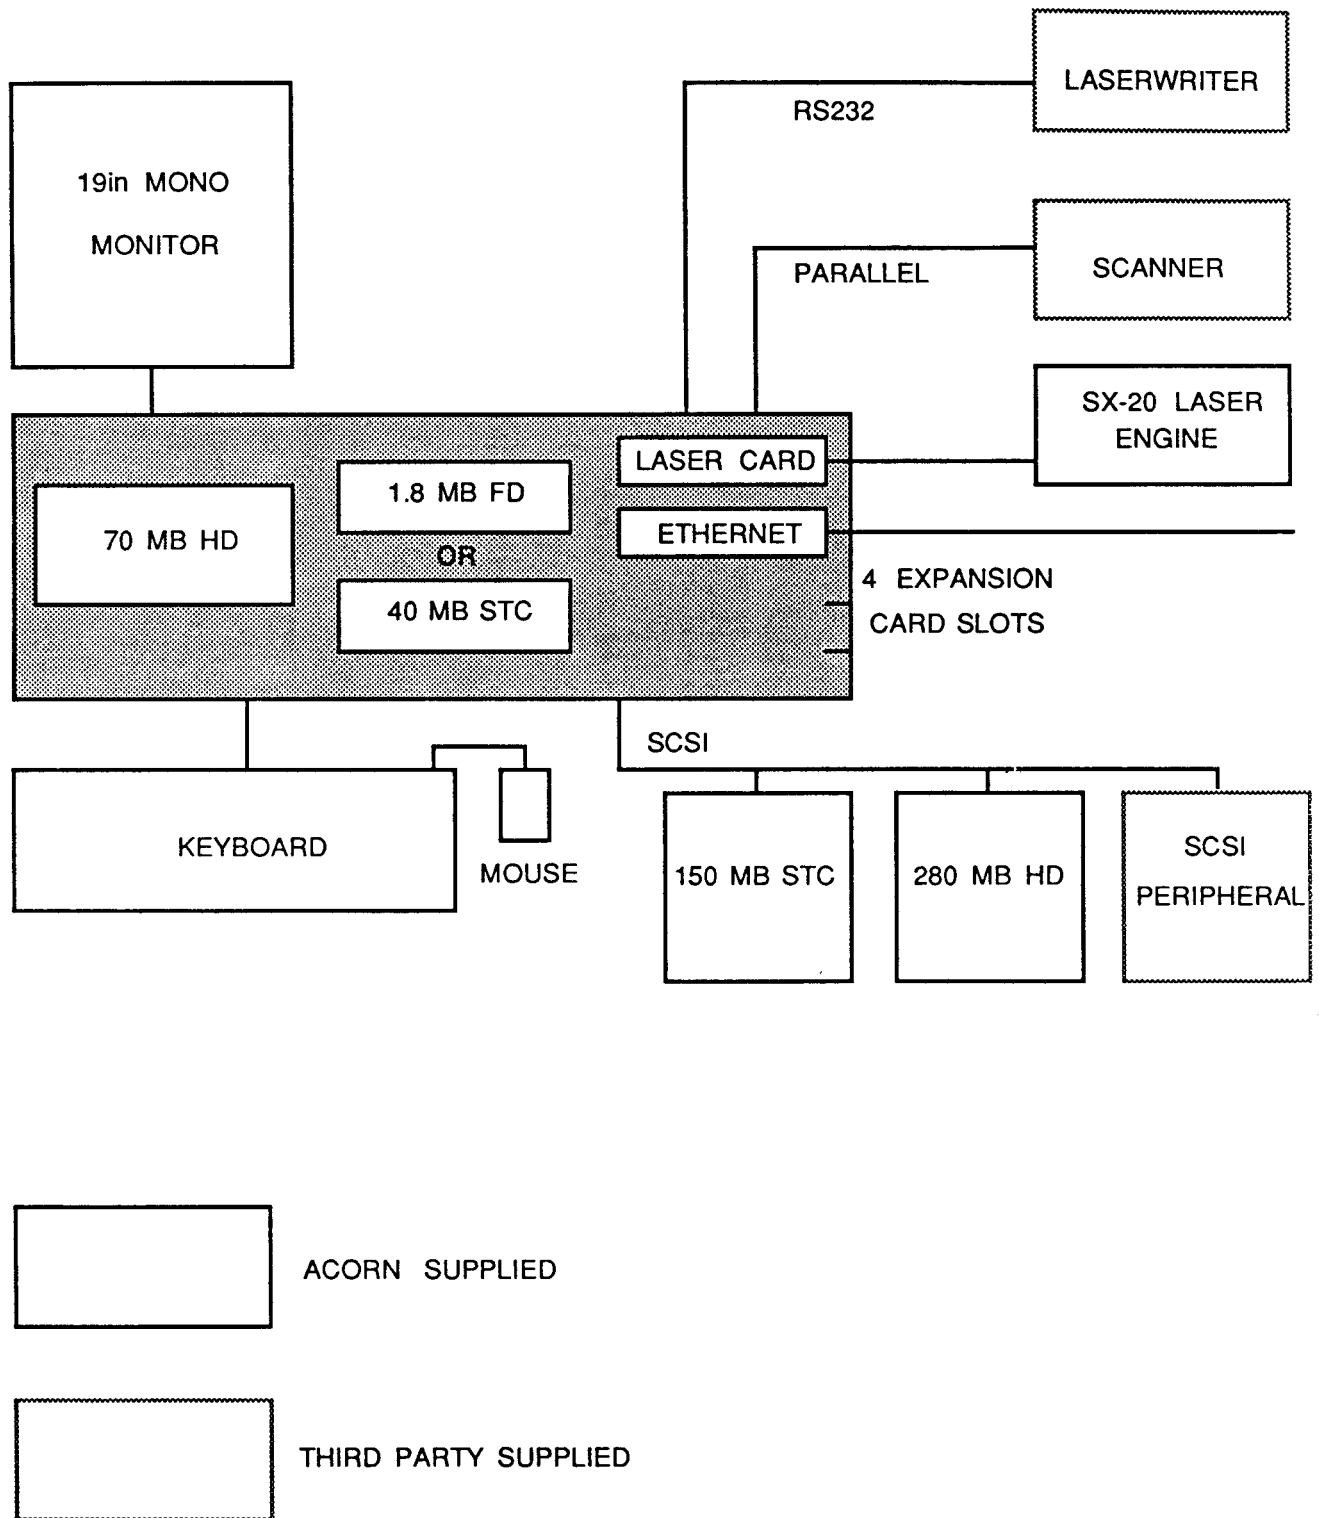 LASERWRITER
RS232
19in MONO
MONITOR
SCANNER
PARALLEL
SX-20 LASER
ENGINE
LASER CARD
1.8 MB FD
70 MB HD
ETHERNET
OR
4 EXPANSION
CARD SLOTS
40 MB STC
SCSI
KEYBOARD
MOUSE
150 MB STC
280 MB HD
SCSI
PERIPHERAL
ACORN SUPPLIED
THIRD PARTY SUPPLIED